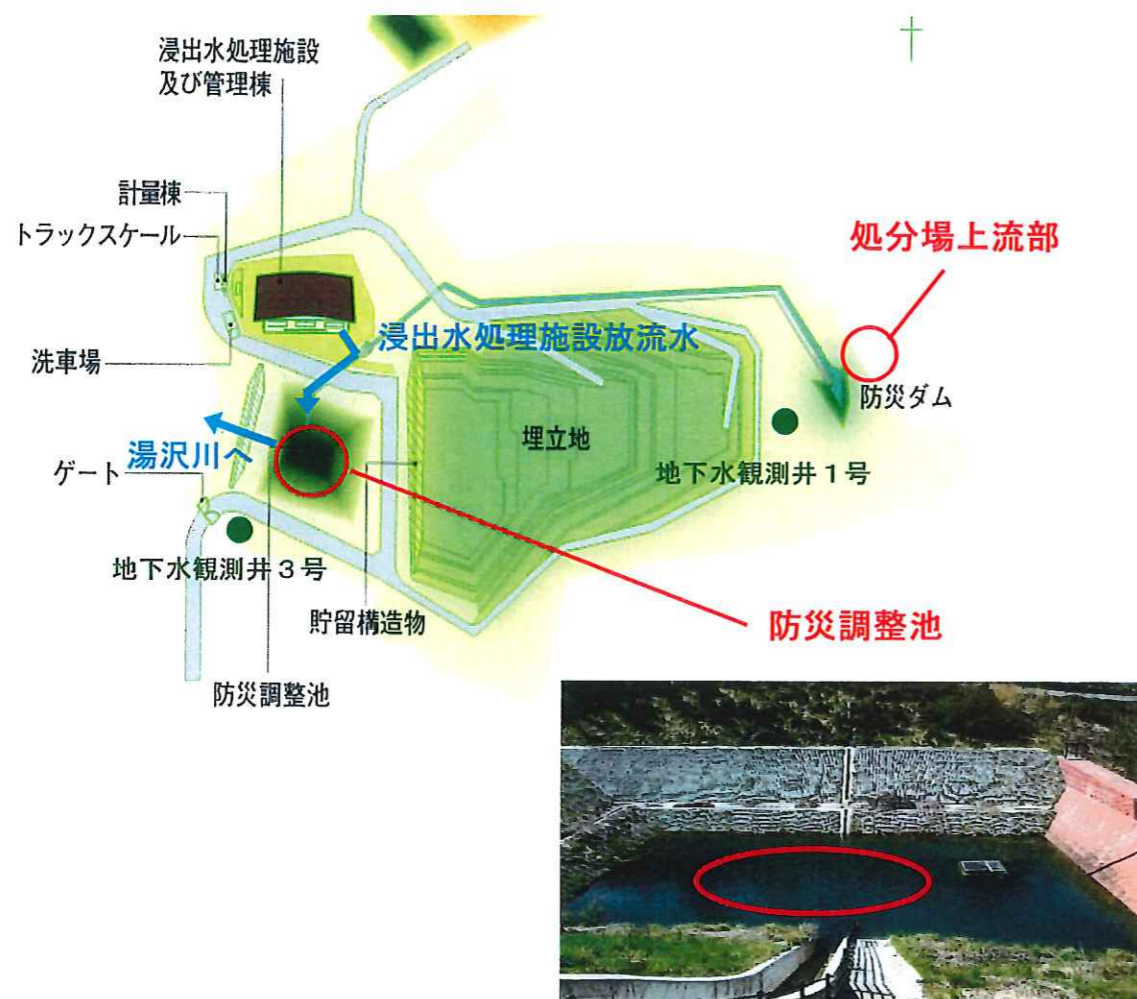 浸出水処理施設
及び管理棟
計量棟
トラックスケール
処分場上流部
洗車場
浸出水処理施設放流水
防災ダム
埋立地
湯沢川へ
ゲート
地下水観測井1号
地下水観測井3号
貯留構造物
防災調整池
防災調整池